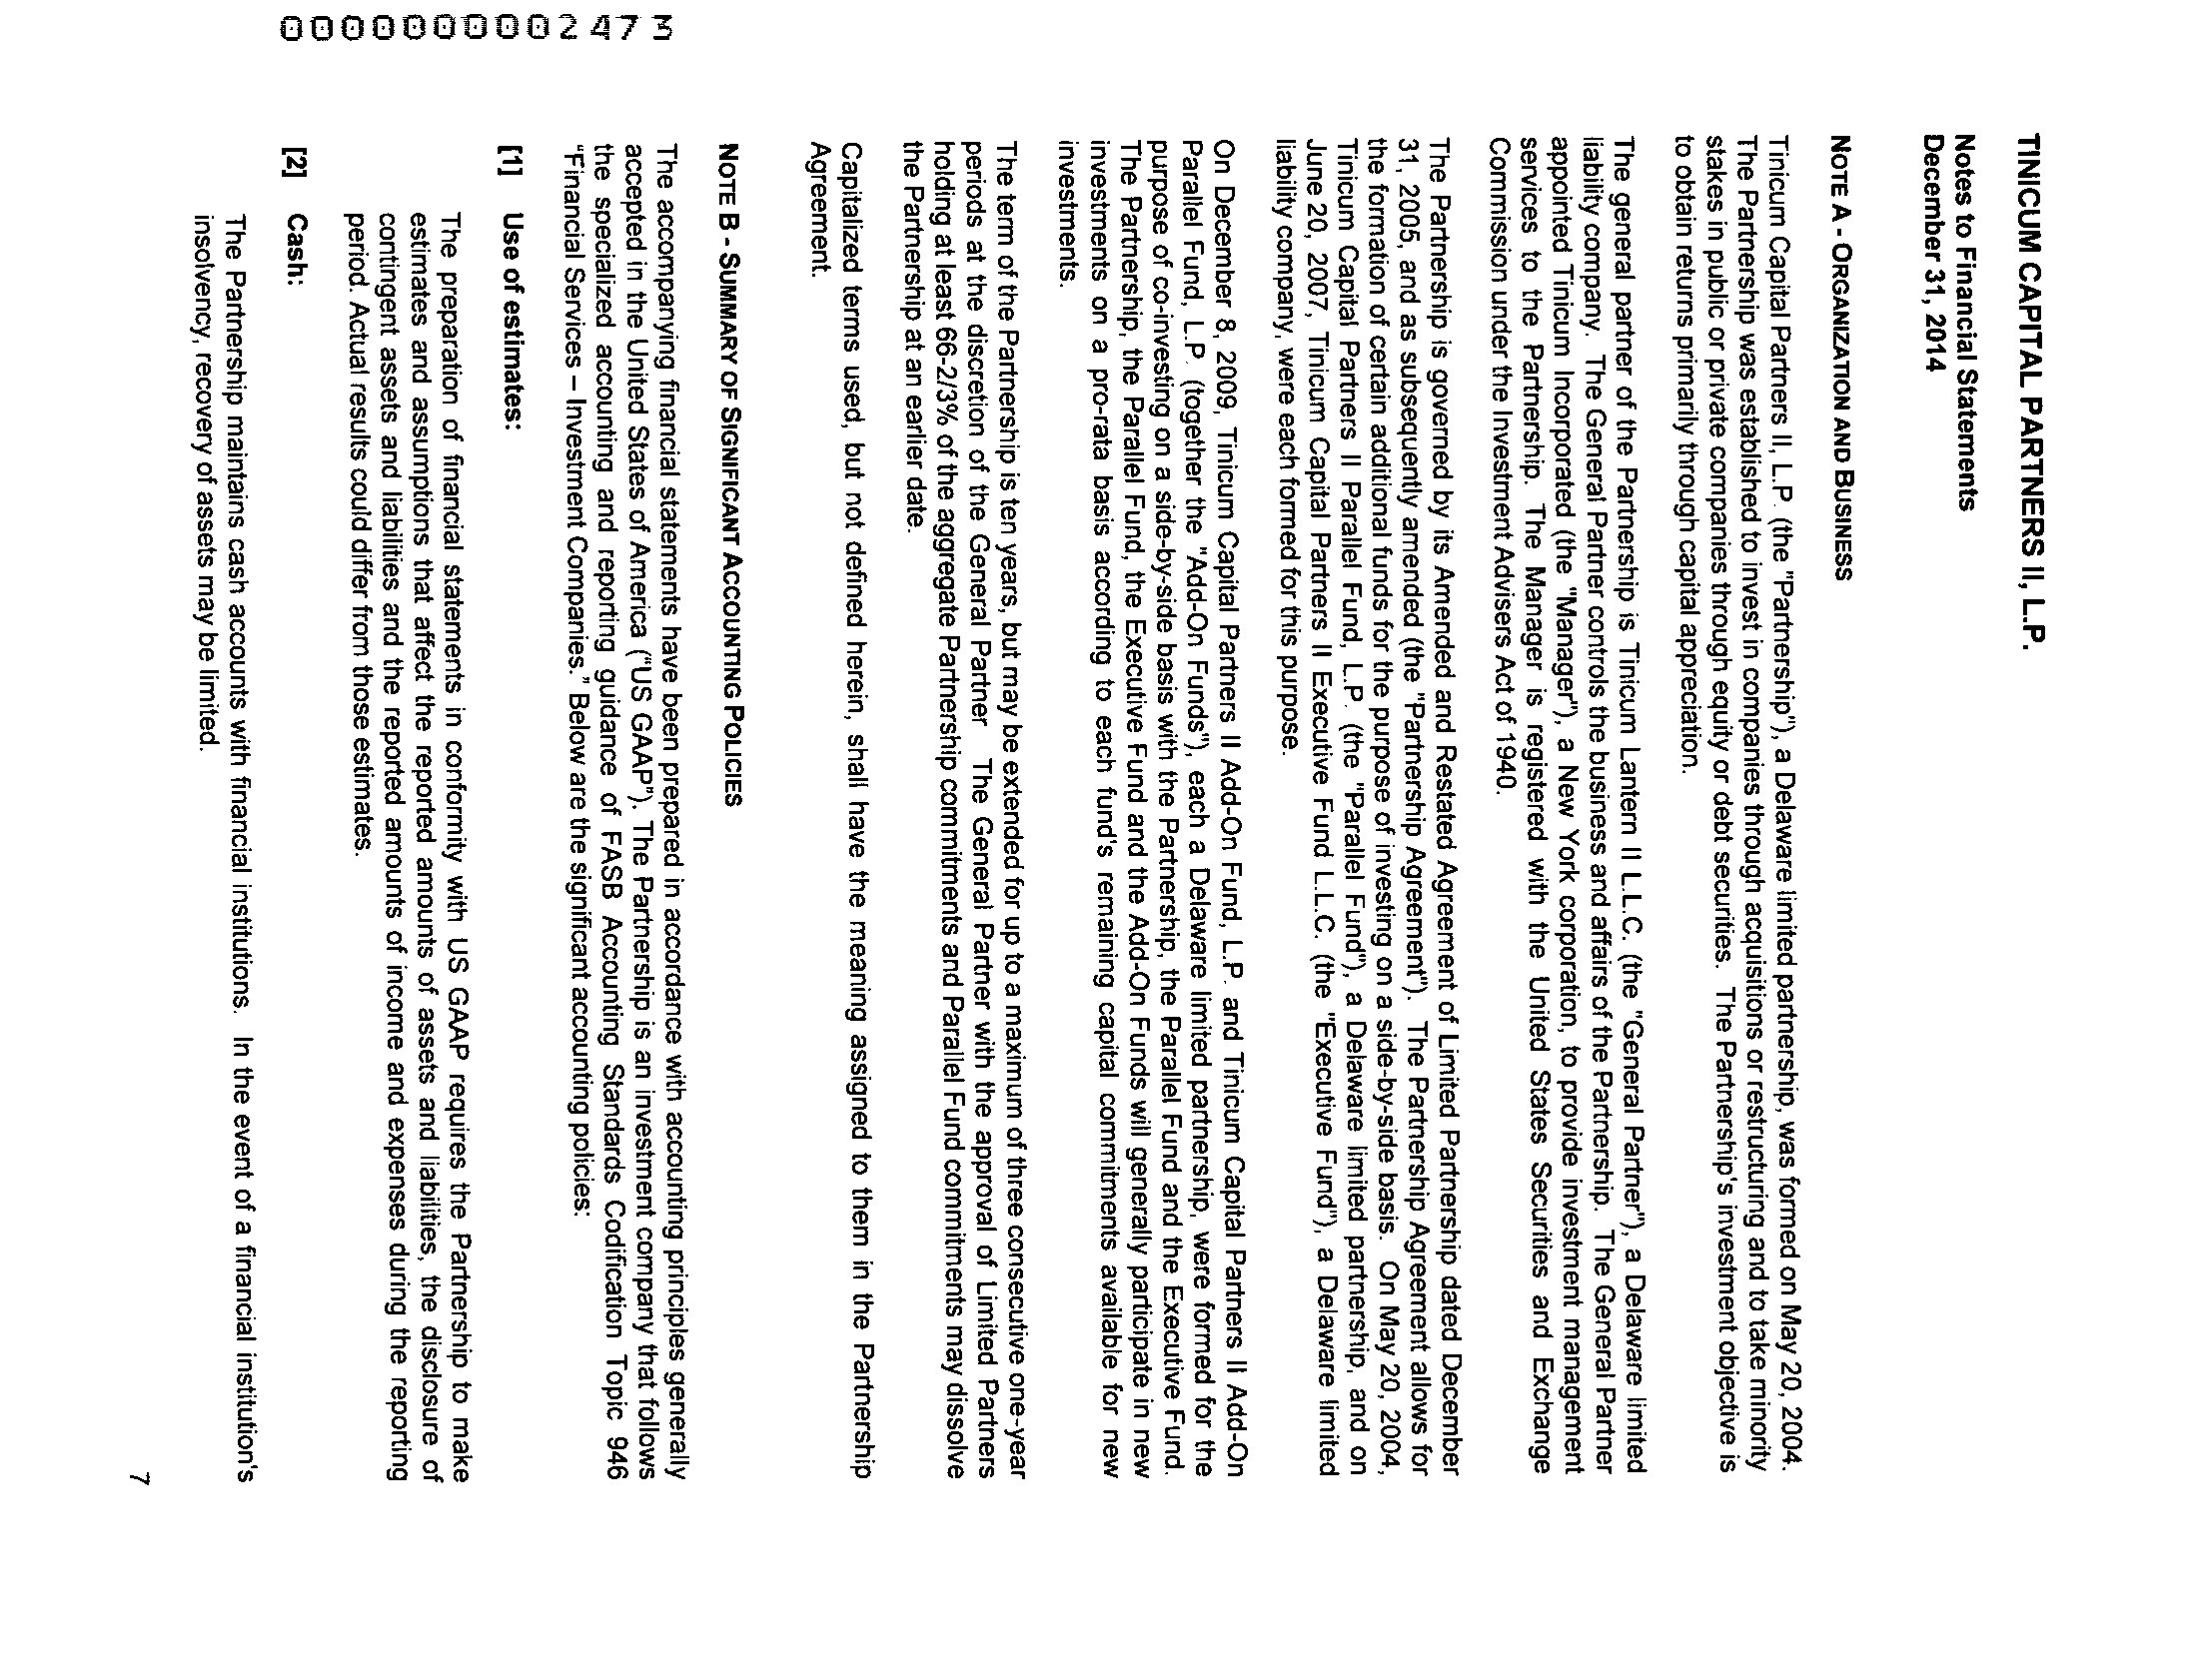 TINICUM CAPITAL PARTNERS II, L.P.
Notes to Financial Statements
December 31, 2014
NOTE A - ORGANIZATION AND BUSINESS
Tinicum Capital Partners II, L.P. (the "Partnership"), a Delaware limited partnership, was formed on May 20, 2004.
The Partnership was established to invest in companies through acquisitions or restructuring and to take minority
stakes in public or private companies through equity or debt securities. The Partnership's investment objective is
to obtain returns primarily through capital appreciation.
The general partner of the Partnership is Tinicum Lantern II L.L.C. (the "General Partner"), a Delaware limited
liability company. The General Partner controls the business and affairs of the Partnership. The General Partner
appointed Tinicum Incorporated (the "Manager"), a New York corporation, to provide investment management
services to the Partnership. The Manager is registered with the United States Securities and Exchange
Commission under the Investment Advisers Act of 1940.
The Partnership is governed by its Amended and Restated Agreement of Limited Partnership dated December
31, 2005, and as subsequently amended (the "Partnership Agreement"). The Partnership Agreement allows for
the formation of certain additional funds for the purpose of investing on a side-by-side basis. On May 20, 2004,
Tinicum Capital Partners II Parallel Fund, L.P. (the "Parallel Fund"), a Delaware limited partnership, and on
June 20, 2007, Tinicum Capital Partners II Executive Fund L.L.C. (the "Executive Fund"), a Delaware limited
liability company, were each formed for this purpose.
On December 8, 2009, Tinicum Capital Partners II Add-On Fund, L.P. and Tinicum Capital Partners II Add-On
Parallel Fund, L.P. (together the "Add-On Funds"), each a Delaware limited partnership, were formed for the
purpose of co-investing on a side-by-side basis with the Partnership, the Parallel Fund and the Executive Fund.
The Partnership, the Parallel Fund, the Executive Fund and the Add-On Funds will generally participate in new
investments on a pro-rata basis according to each fund's remaining capital commitments available for new
investments.
The term of the Partnership is ten years, but may be extended for up to a maximum of three consecutive one-year
periods at the discretion of the General Partner The General Partner with the approval of Limited Partners
holding at least 66-2/3% of the aggregate Partnership commitments and Parallel Fund commitments may dissolve
the Partnership at an earlier date.
Capitalized terms used, but not defined herein, shall have the meaning assigned to them in the Partnership
Agreement.
NOTE B - SUMMARY OF SIGNIFICANT ACCOUNTING POLICIES
The accompanying financial statements have been prepared in accordance with accounting principles generally
accepted in the United States of America ("US GAAP"). The Partnership is an investment company that follows
the specialized accounting and reporting guidance of FASB Accounting Standards Codification Topic 946
"Financial Services – Investment Companies." Below are the significant accounting policies:
[1] Use of estimates:
The preparation of financial statements in conformity with US GAAP requires the Partnership to make
estimates and assumptions that affect the reported amounts of assets and liabilities, the disclosure of
contingent assets and liabilities and the reported amounts of income and expenses during the reporting
period. Actual results could differ from those estimates.
[2] Cash:
The Partnership maintains cash accounts with financial institutions. In the event of a financial institution's
insolvency, recovery of assets may be limited.
7
0000000002473